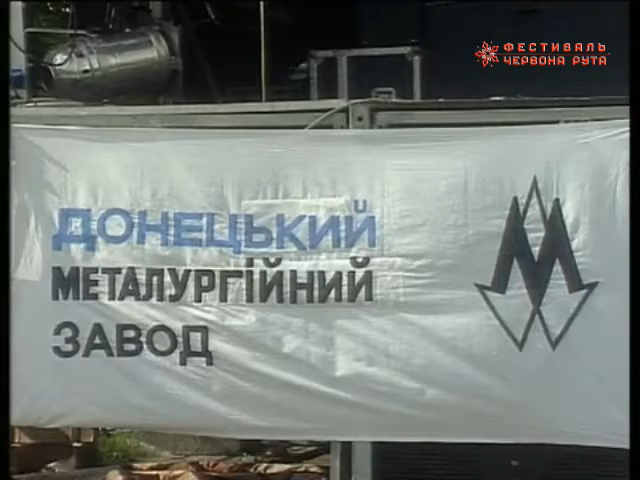 ФЕСТИВАЛЬ
ЧЕРВОНА РУТА
ДОНЕЦЬКИЙ
МЕТАЛУРГІЙНИЙ
ЗАВОД